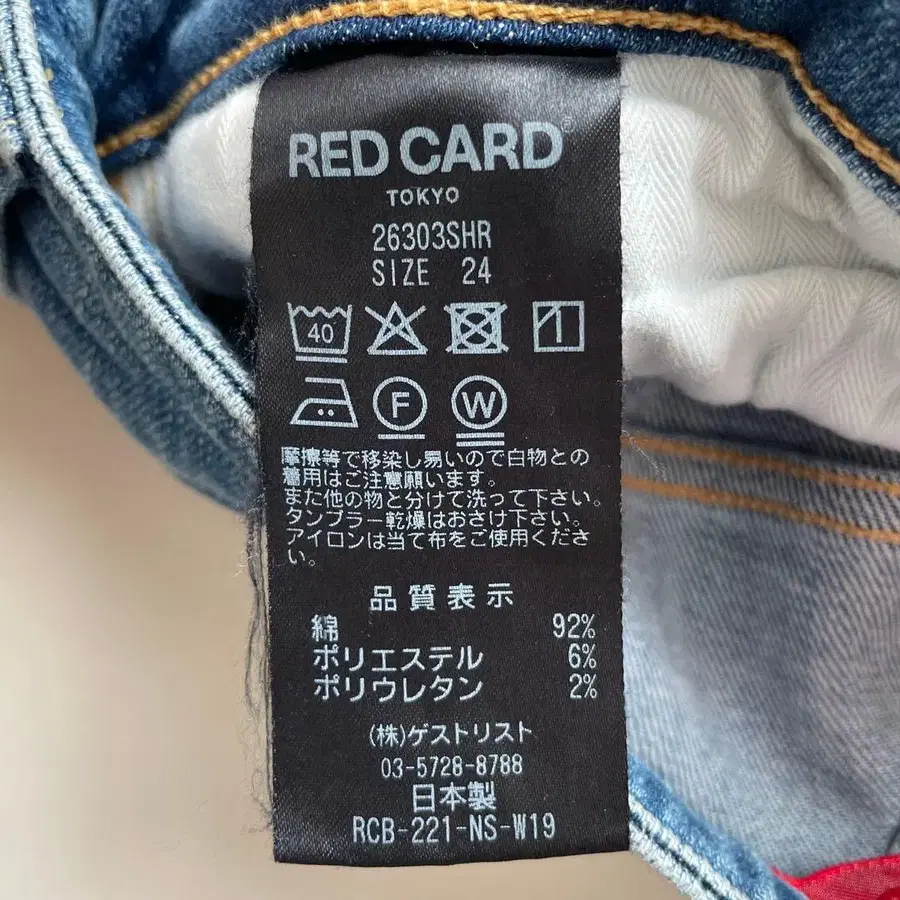 RED CARD®
TOKYO
26303SHR
SIZE 24
40
F W
摩擦等で移染し易いので白物との
着用はご注意願います。
また他の物と分けて洗って下さい。
タンブラー乾燥はおさけ下さい。
アイロンは当て布をご使用くださ
い。
品質表示
綿 92%
ポリエステル 6%
ポリウレタン 2%
(株)ゲストリスト
03-5728-8788
日本製
RCB-221-NS-W19